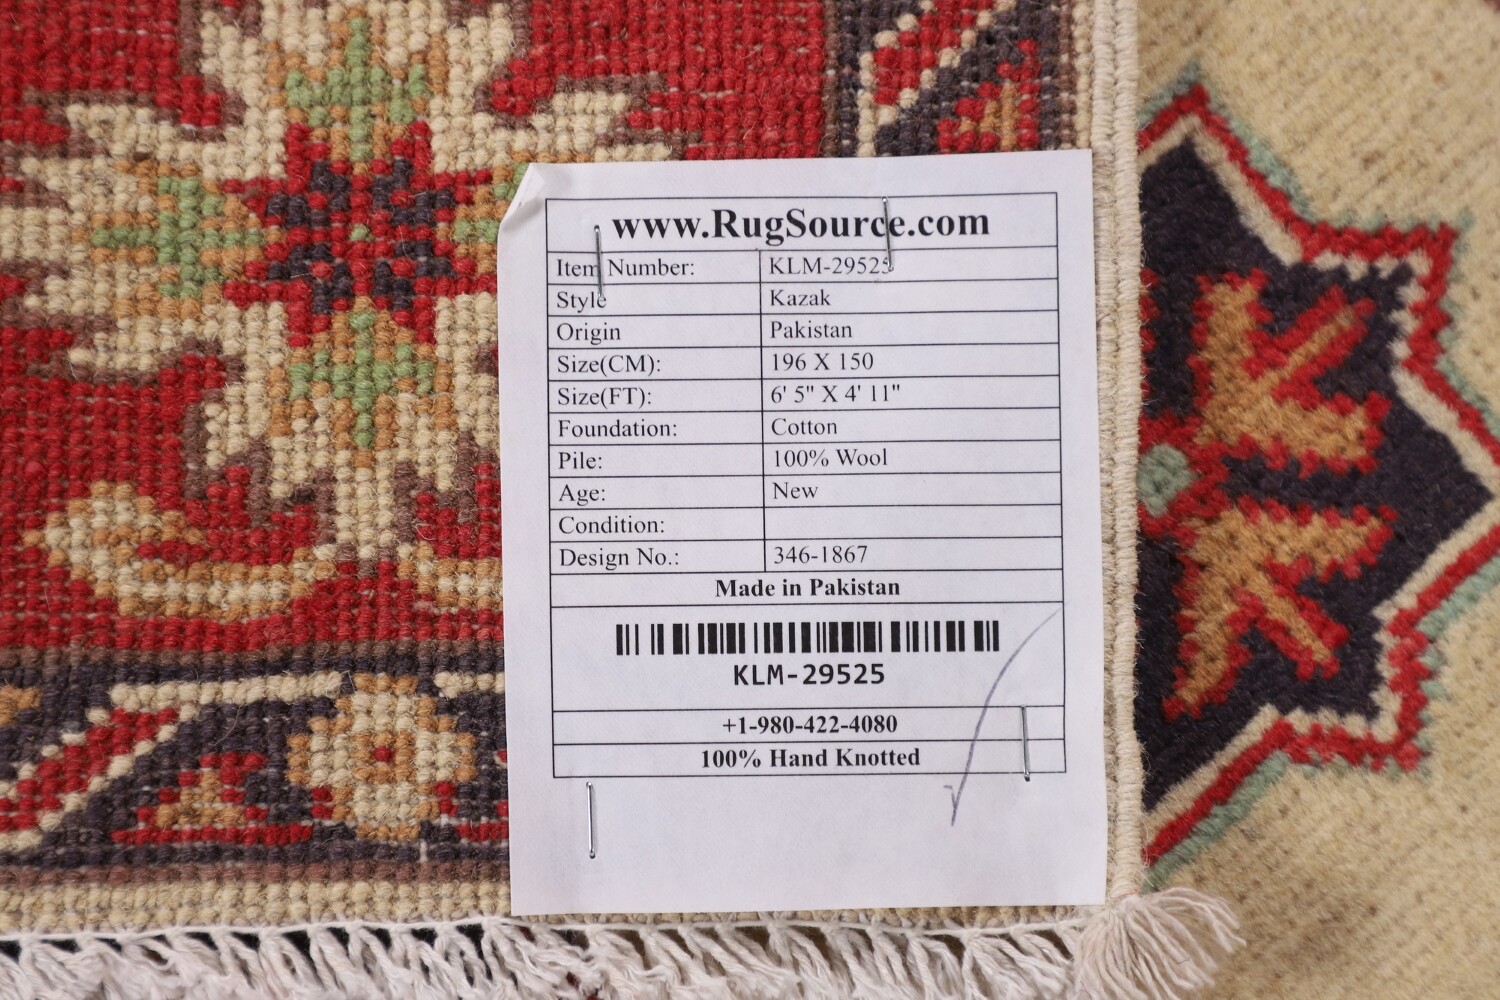 www.RugSource.com
Item Number: KLM-29525
Style Kazak
Origin Pakistan
Size(CM): 196 X 150
Size(FT): 6' 5" X 4' 11"
Foundation: Cotton
Pile: 100% Wool
Age: New
Condition:
Design No.: 346-1867
Made in Pakistan
KLM-29525
+1-980-422-4080
100% Hand Knotted